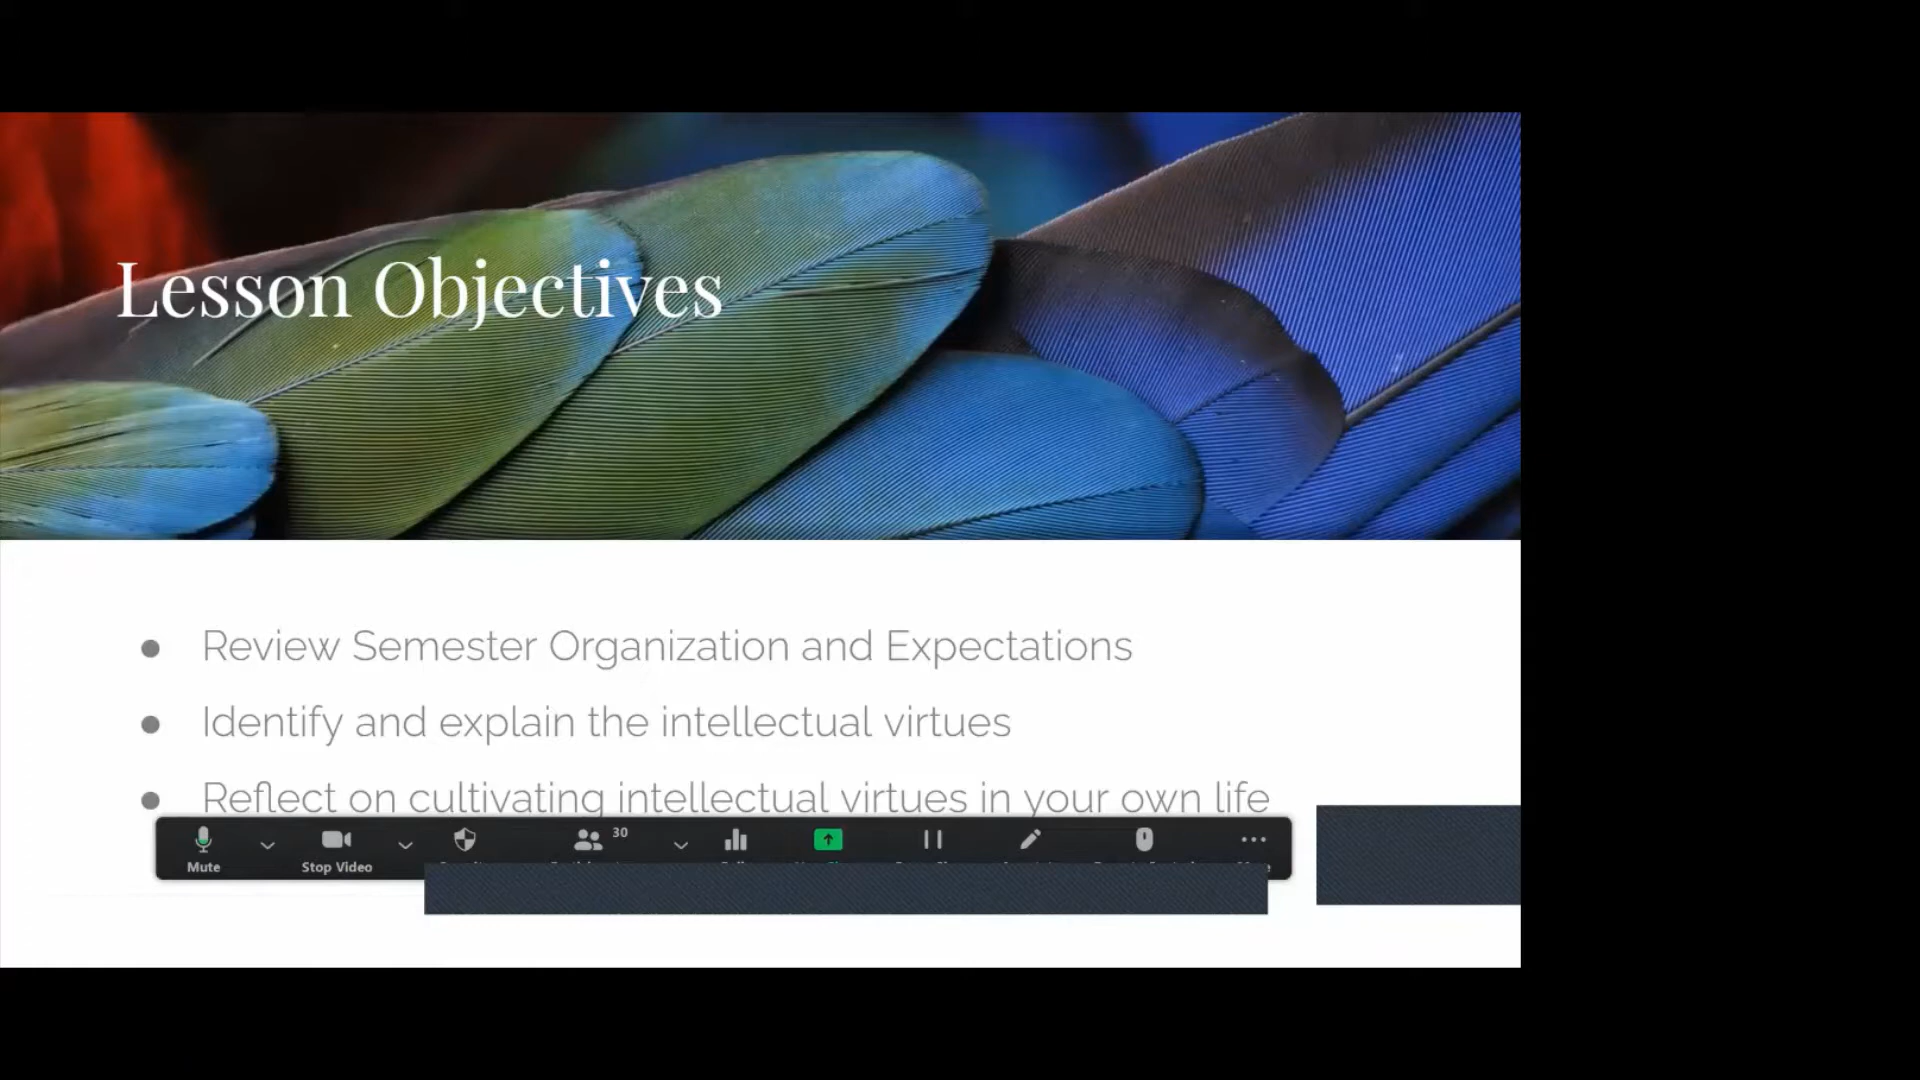 Lesson Objectives
● Review Semester Organization and Expectations
● Identify and explain the intellectual virtues
● Reflect on cultivating intellectual virtues in your own life
30
Mute
Stop Video